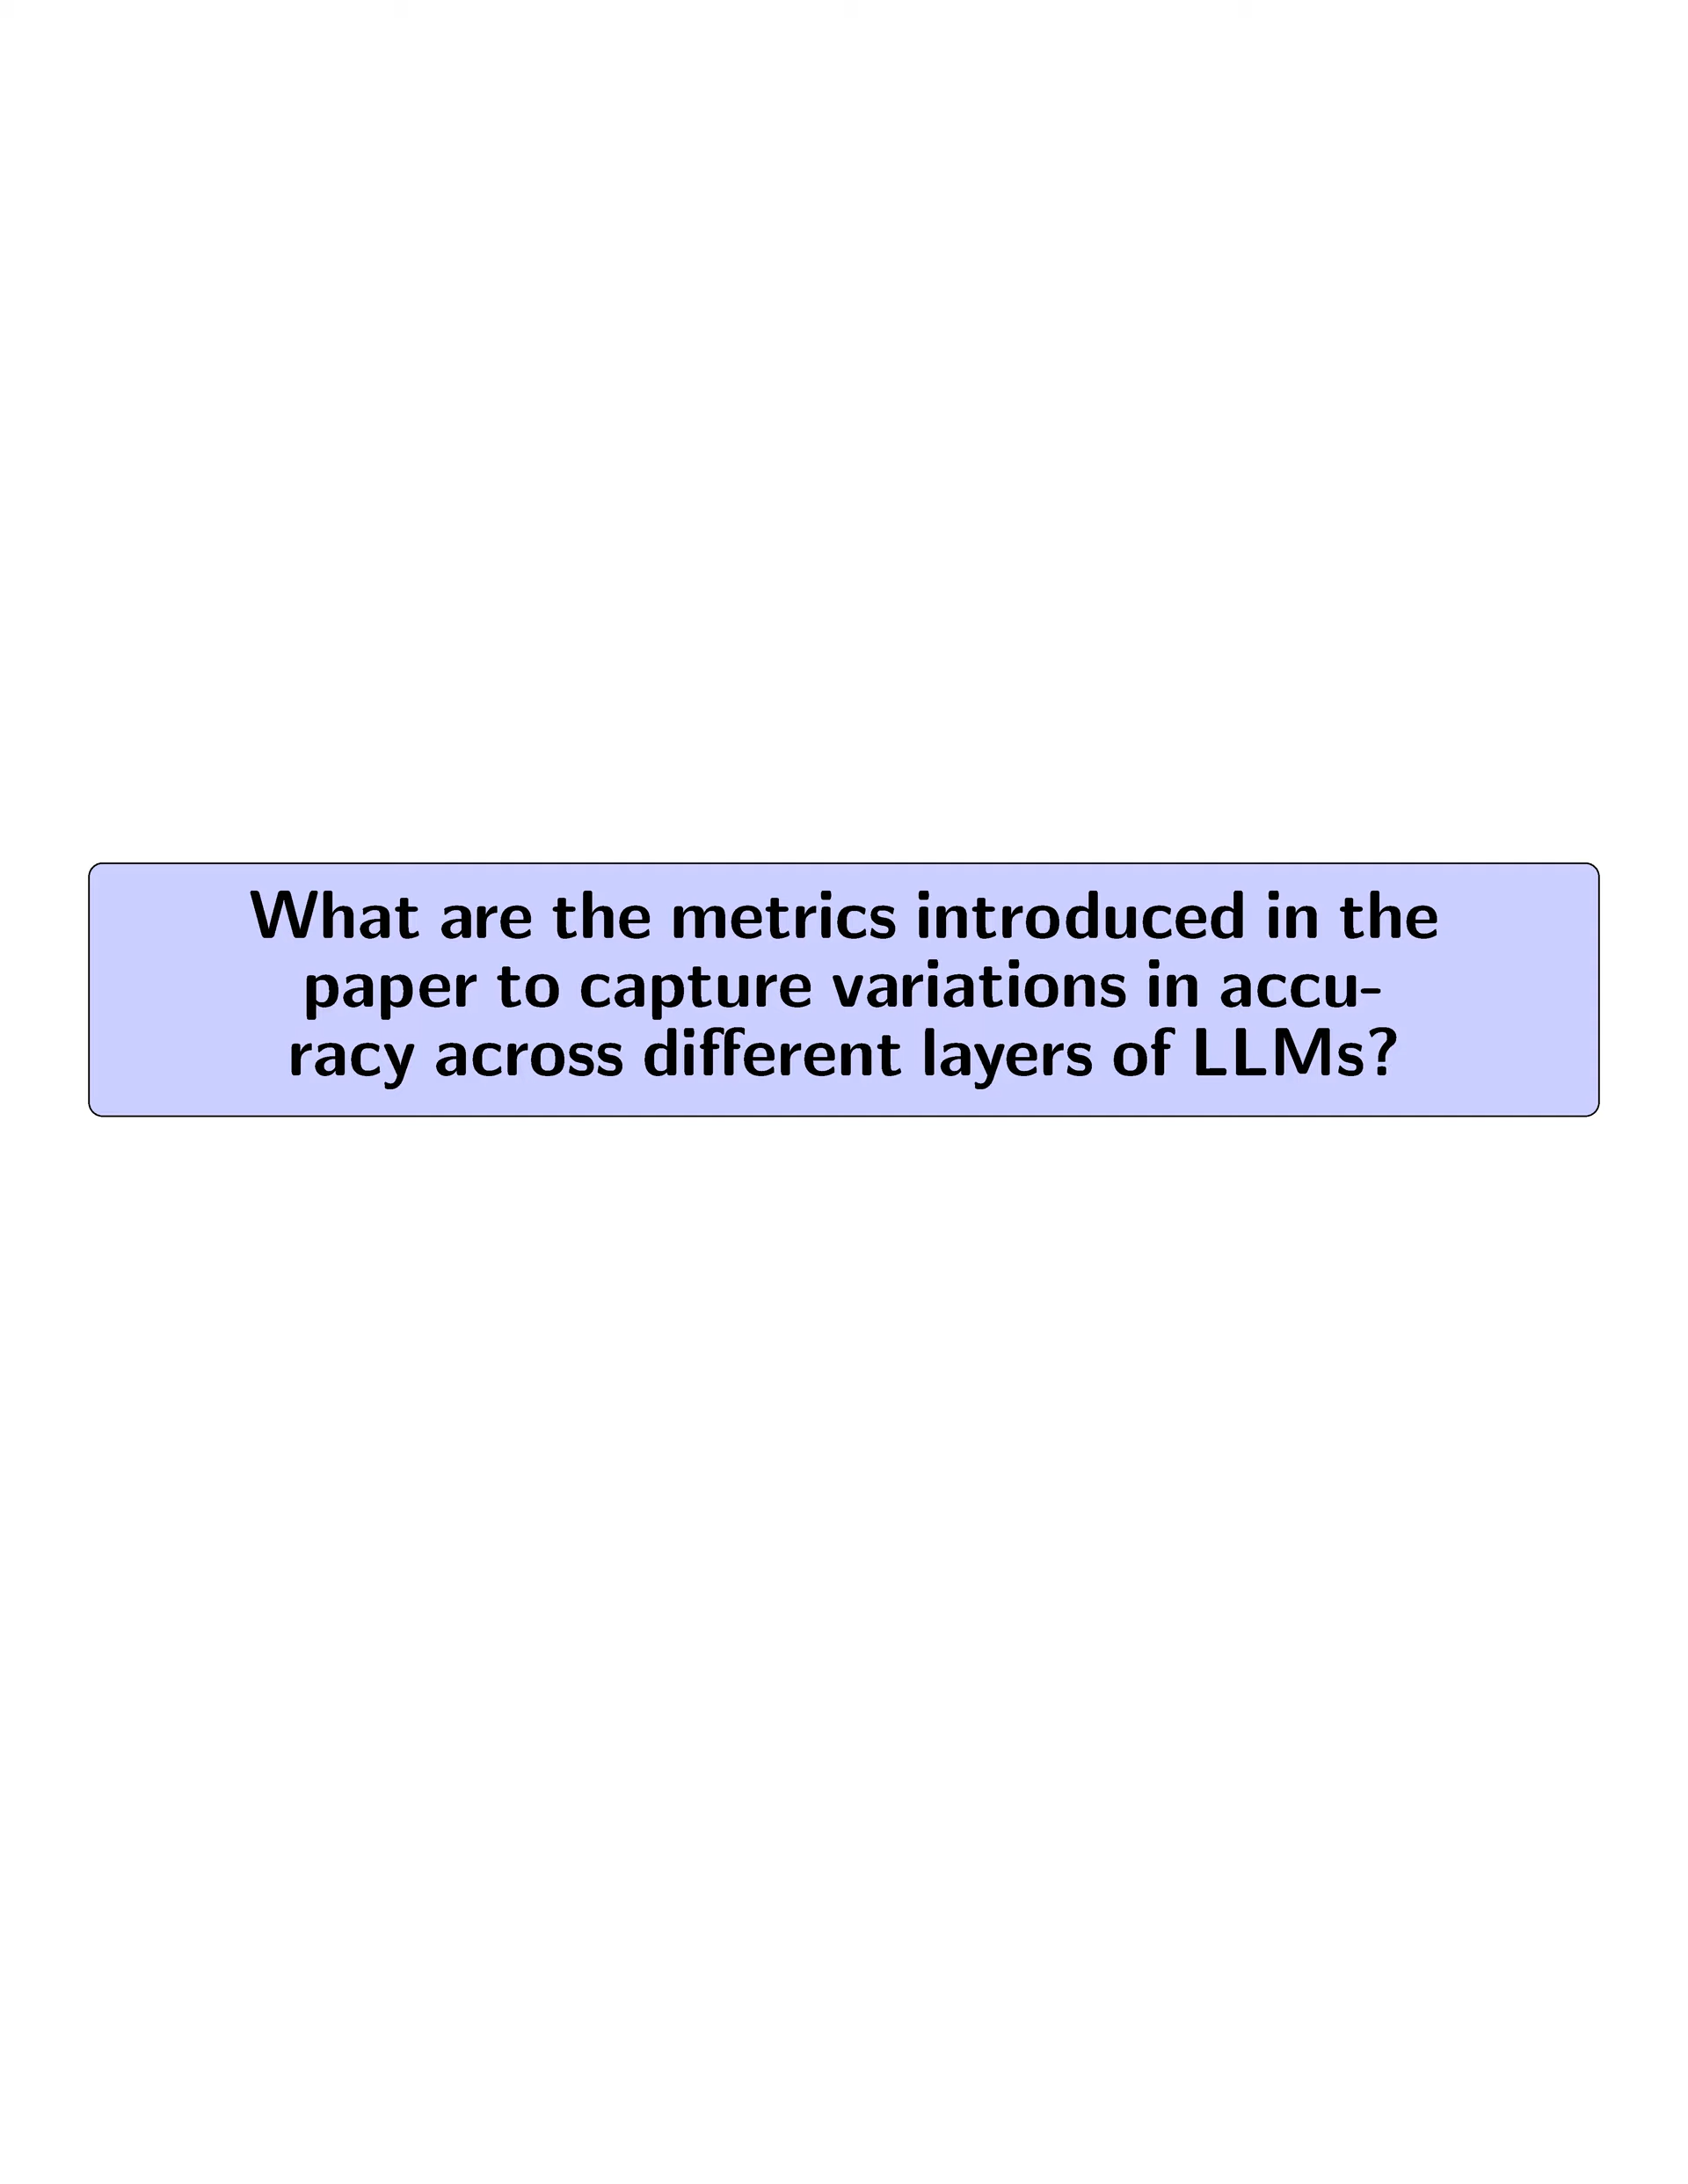 What are the metrics introduced in the
paper to capture variations in accu-
racy across different layers of LLMs?